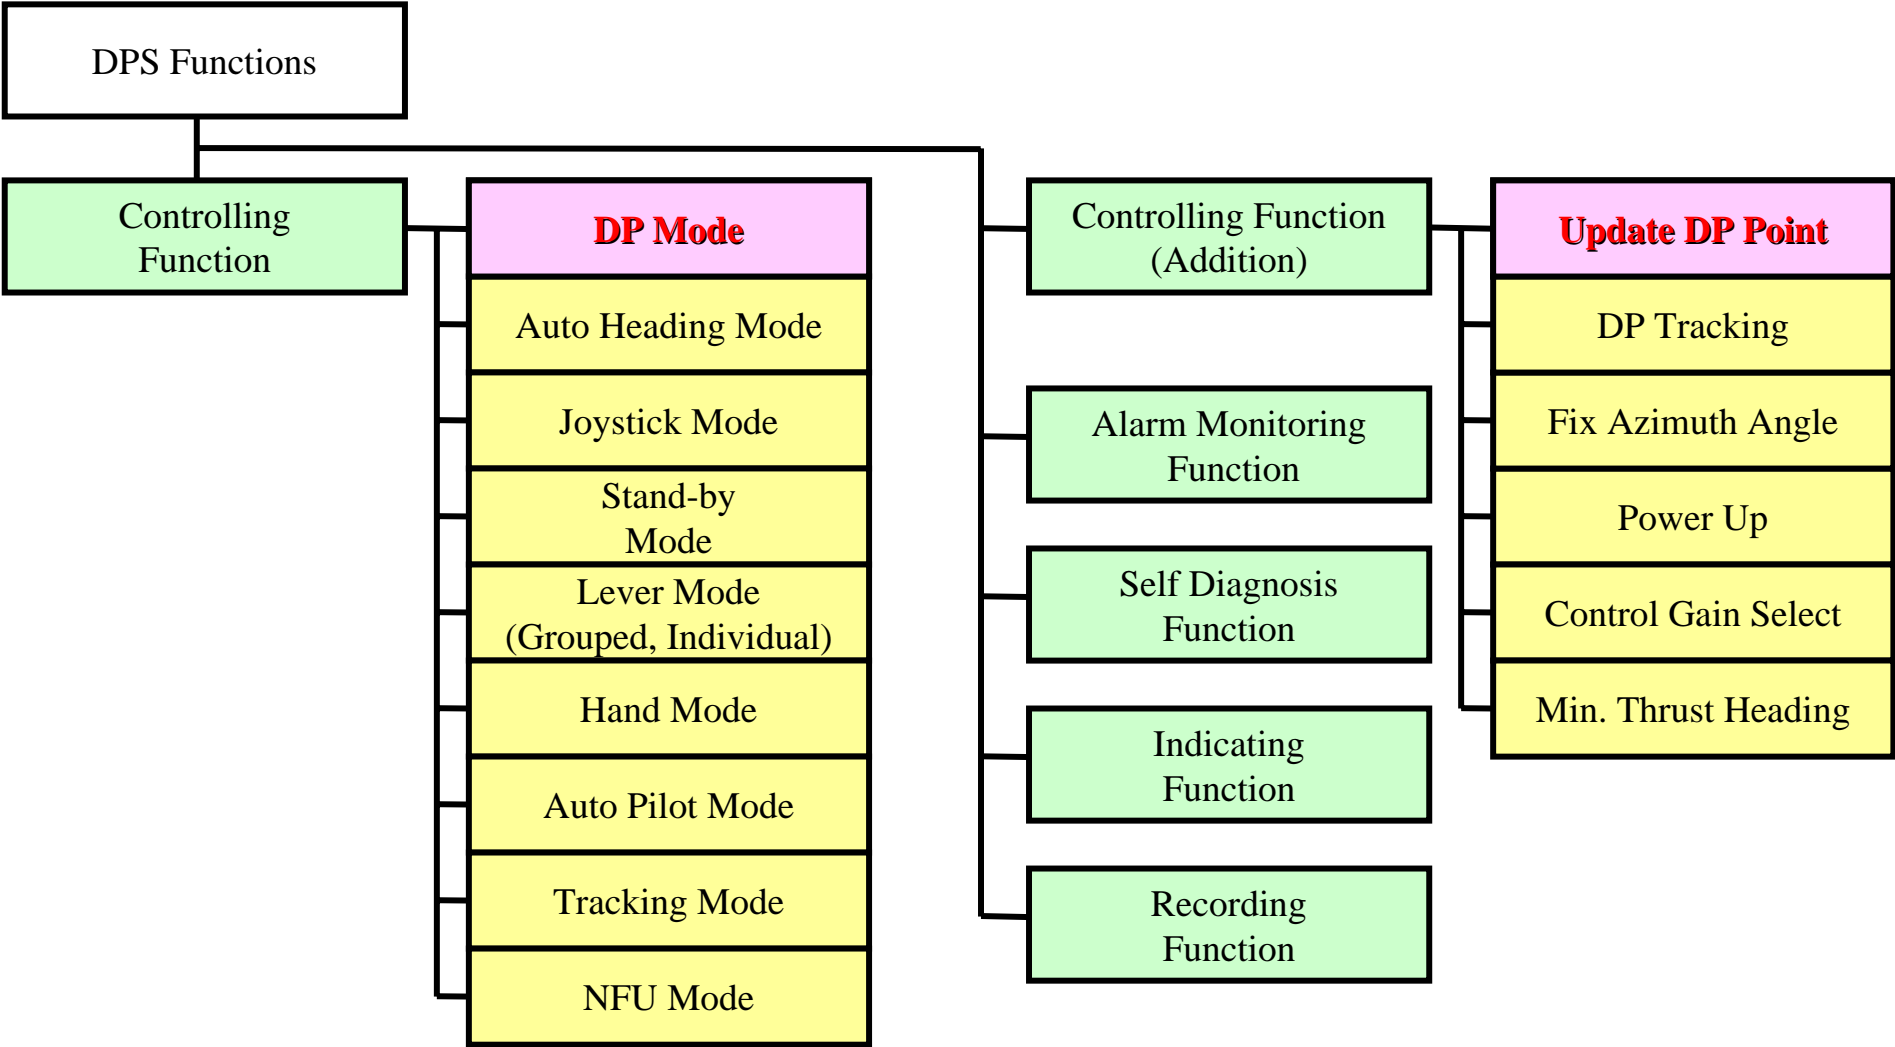 DPS Functions
Controlling
Function
DP Mode
Auto Heading Mode
Joystick Mode
Stand-by
Mode
Lever Mode
(Grouped, Individual)
Hand Mode
Auto Pilot Mode
Tracking Mode
NFU Mode
Controlling Function
(Addition)
Alarm Monitoring
Function
Self Diagnosis
Function
Indicating
Function
Recording
Function
Update DP Point
DP Tracking
Fix Azimuth Angle
Power Up
Control Gain Select
Min. Thrust Heading